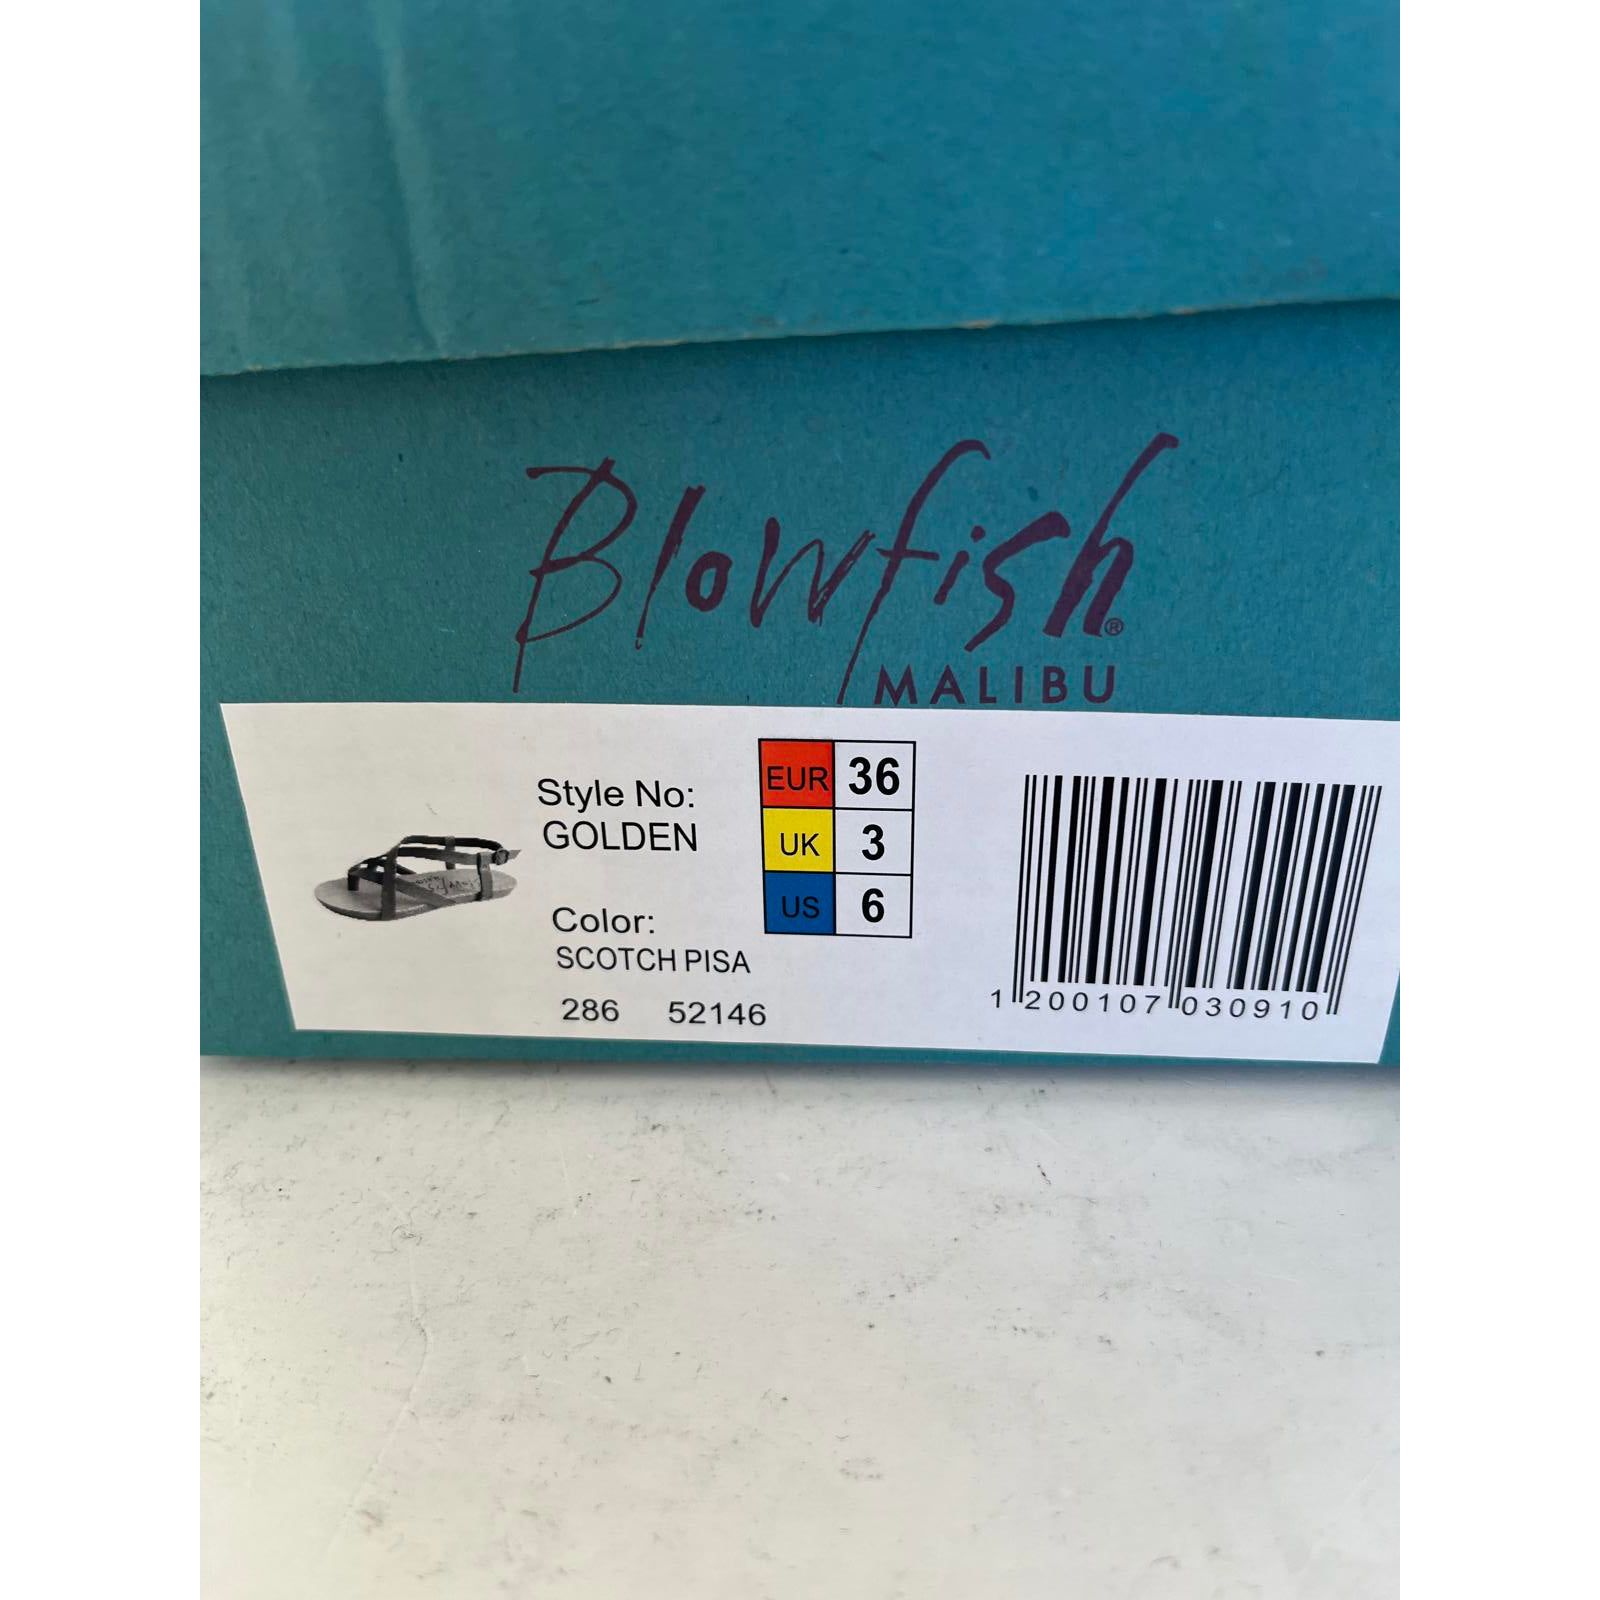 Blowfish®
MALIBU
Style No:
GOLDEN
Color:
SCOTCH PISA
286 52146
EUR 36
UK 3
US 6
1 200107 030910